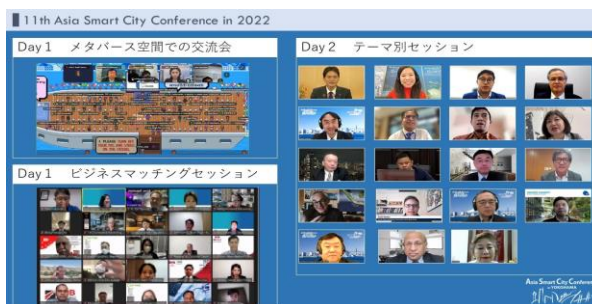 11th Asia Smart City Conference in 2022
Day 1 メタバース空間での交流会
Day 1 ビジネスマッチングセッション
Day 2 テーマ別セッション
Asia Smart City Conference